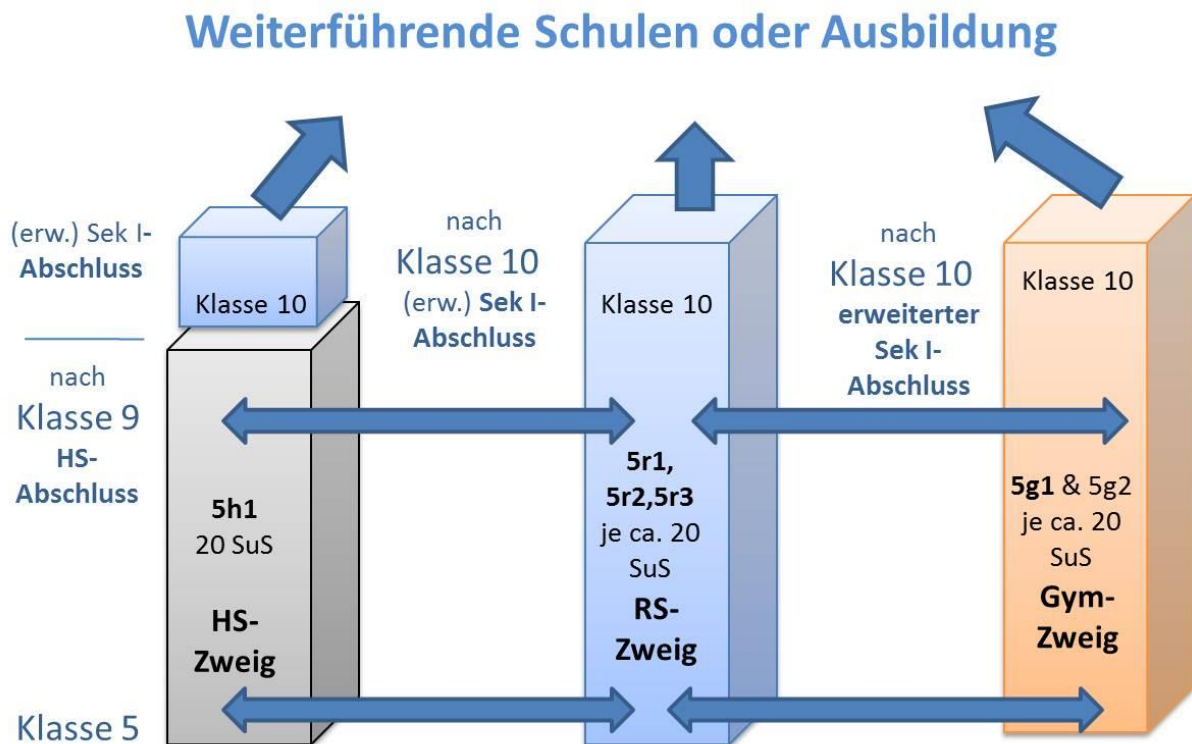 Weiterführende Schulen oder Ausbildung
(erw.) Sek I-
Abschluss
nach
Klasse 9
HS-
Abschluss
Klasse 5
Klasse 10
5h1
20 SuS
HS-
Zweig
nach
Klasse 10
(erw.) Sek I-
Abschluss
Klasse 10
5r1,
5r2,5r3
je ca. 20
SuS
RS-
Zweig
nach
Klasse 10
erweiterter
Sek I-
Abschluss
Klasse 10
5g1 & 5g2
je ca. 20
SuS
Gym-
Zweig